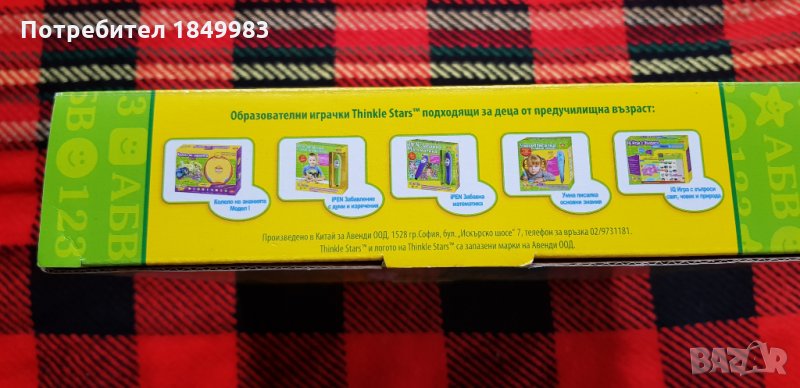 Потребител 1849983
Образователни играчки Thinkle Stars™ подходящи за деца от предучилищна възраст:
Колело на знанията
Модел I
iPEN Забавление
с думи и изречения
iPEN Забавна
математика
Умна писалка
основни знания
IQ Игра с въпроси
свят, човек и природа
Произведено в Китай за Авенди ООД, 1528 гр.София, бул. „Искърско шосе" 7, телефон за връзка 02/9731181.
Thinkle Stars™ и логото на Thinkle Stars™ са запазени марки на Авенди ООД.
АБВ
123
BAZAR